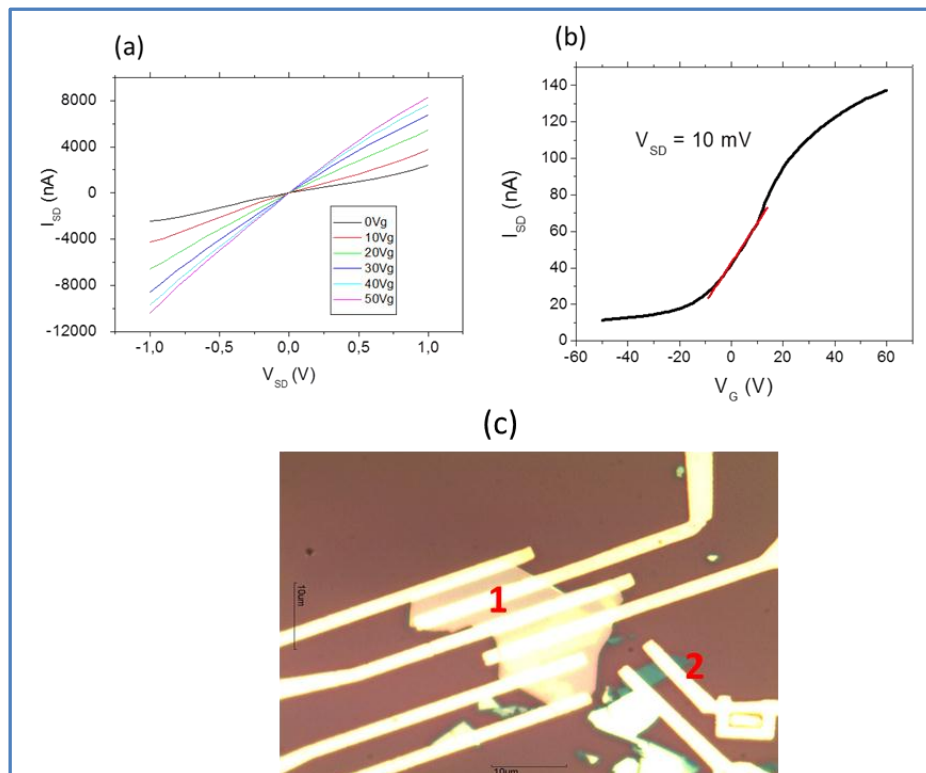 (a)
8000
4000
0
-4000
-8000
-12000
I_SD (nA)
0Vg
10Vg
20Vg
30Vg
40Vg
50Vg
-1,0 -0,5 0,0 0,5 1,0
V_SD (V)
(b)
140
120
100
80
60
40
20
0
I_SD (nA)
V_SD = 10 mV
-60 -40 -20 0 20 40 60
V_G (V)
(c)
1
2
10um
10um